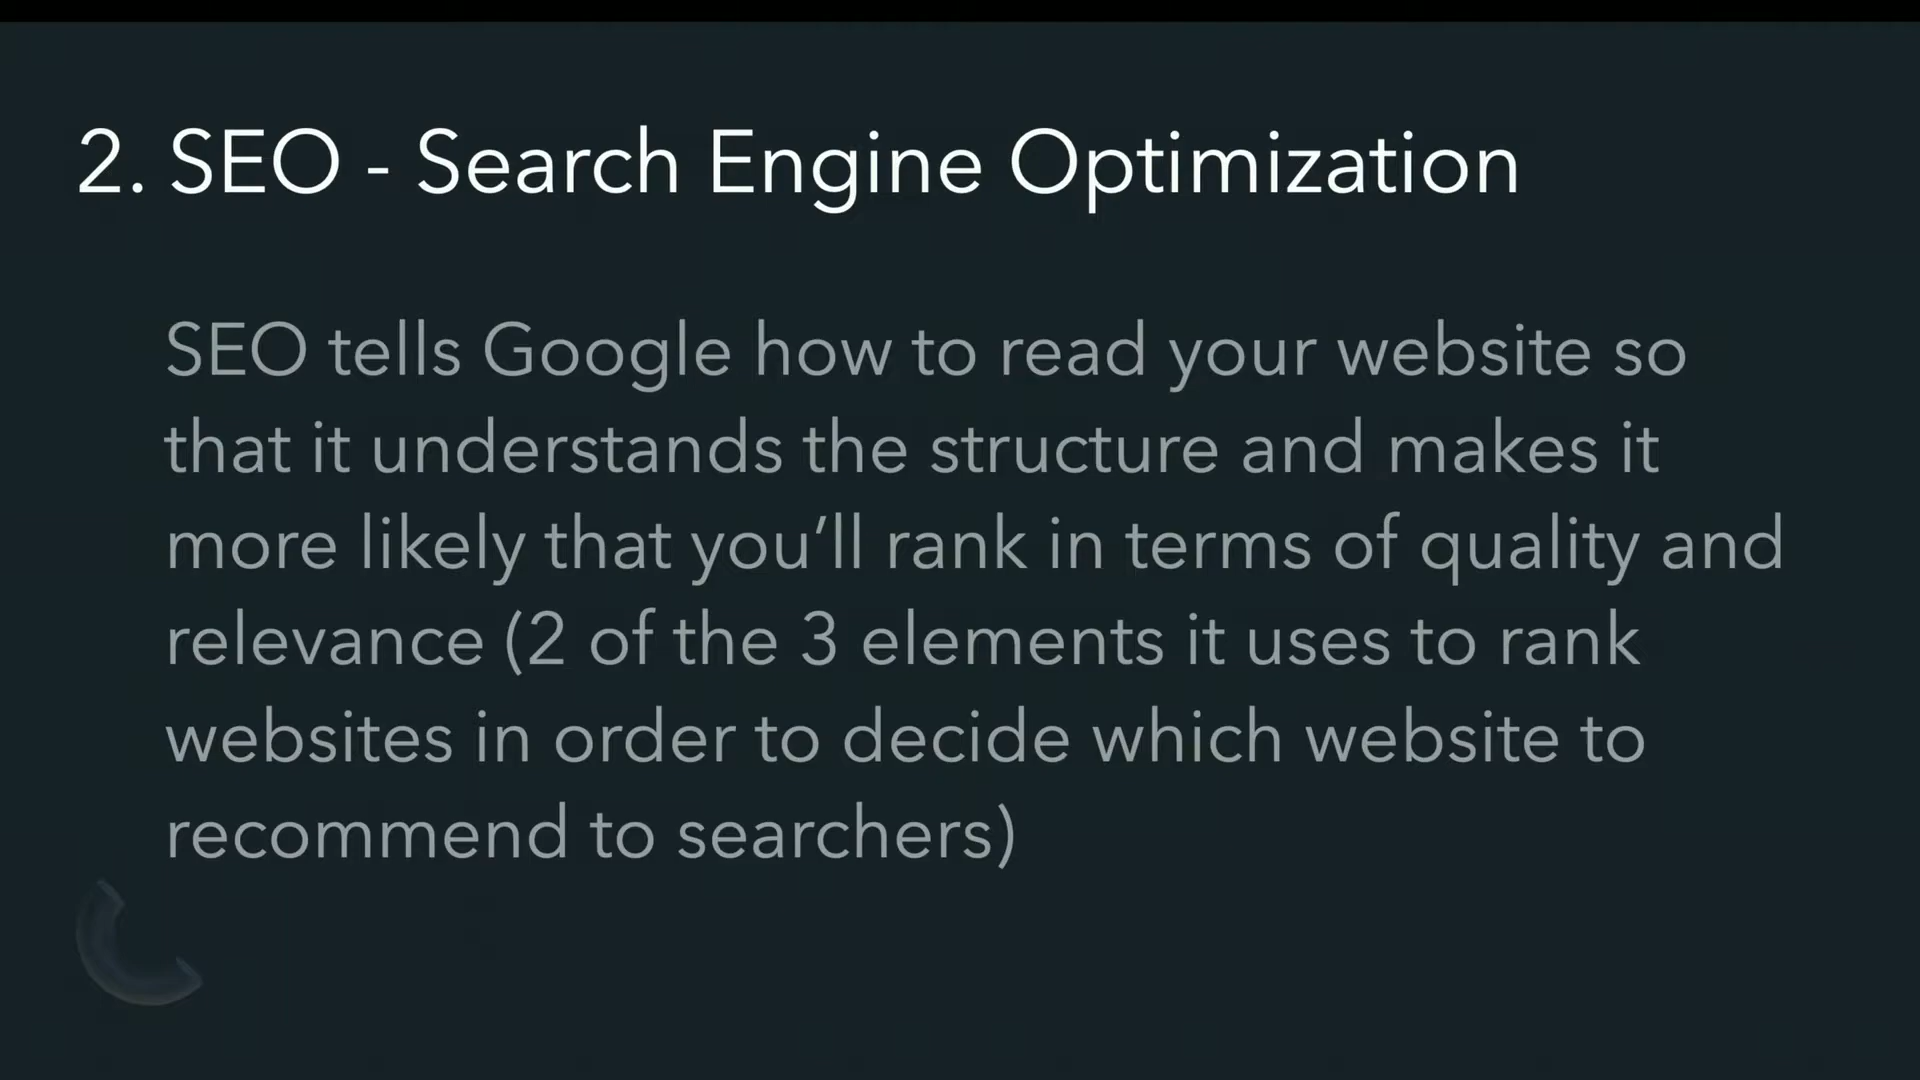 2. SEO - Search Engine Optimization
SEO tells Google how to read your website so
that it understands the structure and makes it
more likely that you’ll rank in terms of quality and
relevance (2 of the 3 elements it uses to rank
websites in order to decide which website to
recommend to searchers)